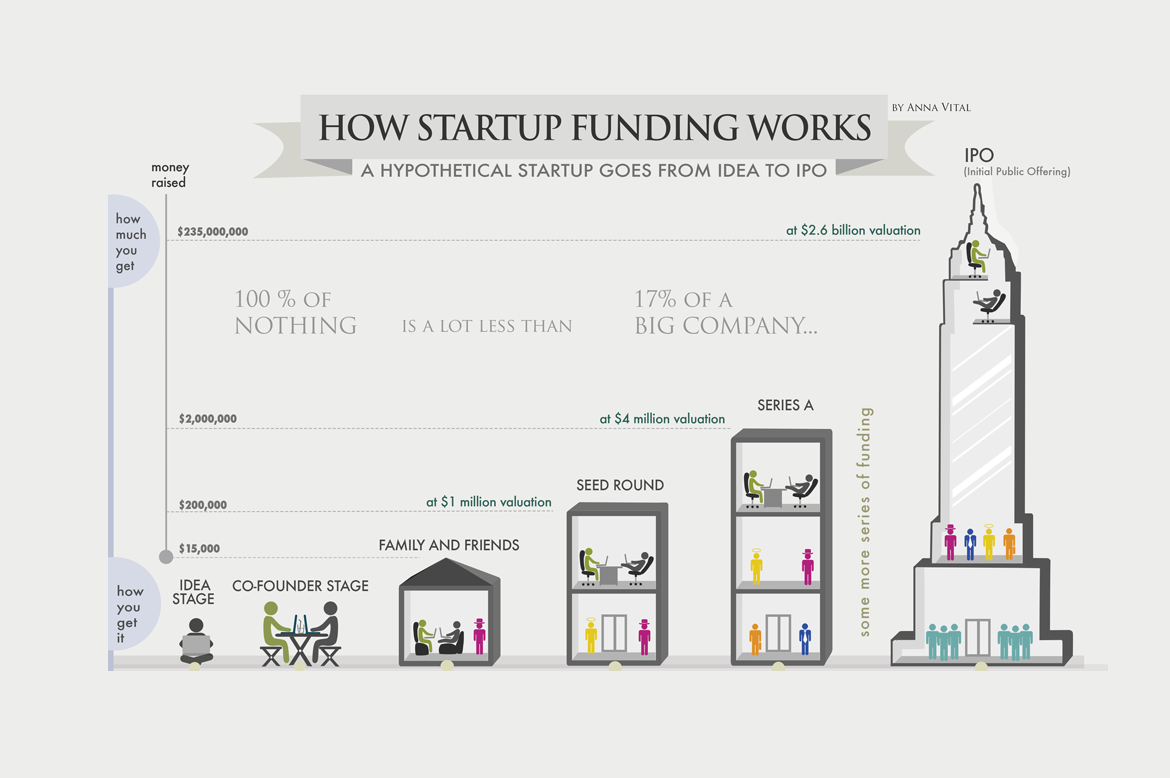 HOW STARTUP FUNDING WORKS
BY ANNA VITAL
A HYPOTHETICAL STARTUP GOES FROM IDEA TO IPO
IPO
(Initial Public Offering)
money
raised
how
much
you
get
$235,000,000
at $2.6 billion valuation
100 % OF
NOTHING
IS A LOT LESS THAN
17% OF A
BIG COMPANY...
SERIES A
$2,000,000
at $4 million valuation
some more series of funding
SEED ROUND
$200,000
at $1 million valuation
$15,000
FAMILY AND FRIENDS
IDEA
STAGE
CO-FOUNDER STAGE
how
you
get
it